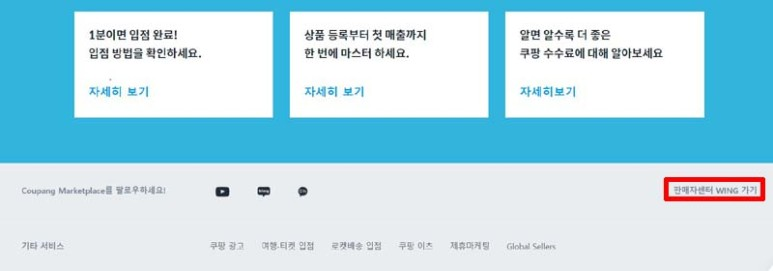 1분이면 입점 완료!
입점 방법을 확인하세요.
자세히 보기
상품 등록부터 첫 매출까지
한 번에 마스터 하세요.
자세히 보기
알면 알수록 더 좋은
쿠팡 수수료에 대해 알아보세요
자세히보기
Coupang Marketplace를 팔로우하세요!
판매자센터 WING 가기
기타 서비스
쿠팡 광고 여행·티켓 입점 로켓배송 입점 쿠팡 이츠 제휴마케팅 Global Sellers